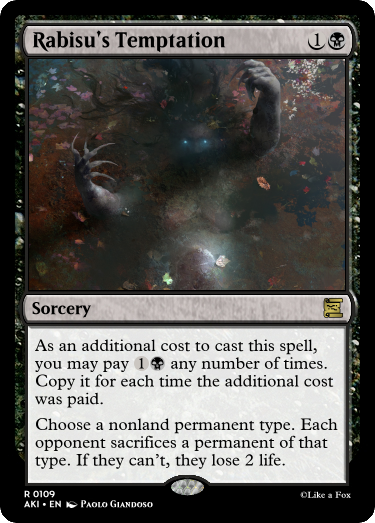 Rabisu's Temptation 1
Sorcery
As an additional cost to cast this spell,
you may pay 1 any number of times.
Copy it for each time the additional cost
was paid.
Choose a nonland permanent type. Each
opponent sacrifices a permanent of that
type. If they can't, they lose 2 life.
R 0109
©Like a Fox
AKI • EN Paolo Giandoso